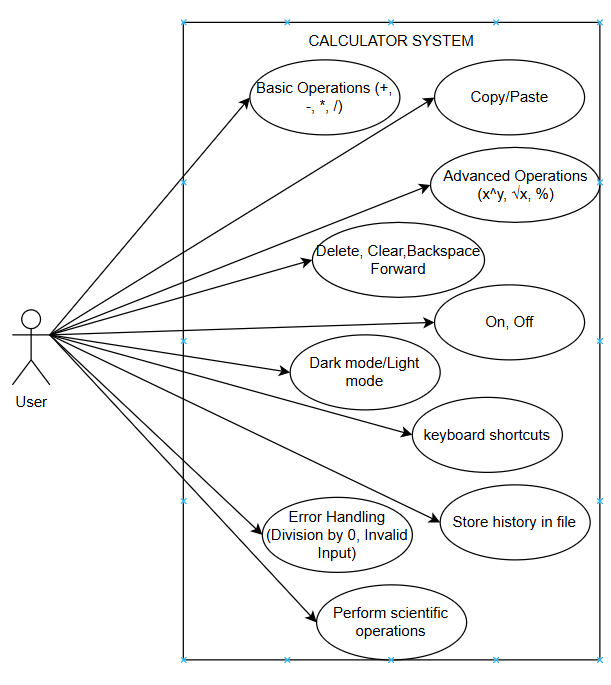 CALCULATOR SYSTEM
Basic Operations (+,
-, *, /)
Copy/Paste
Advanced Operations
(x^y, √x, %)
Delete, Clear,Backspace
Forward
On, Off
Dark mode/Light
mode
User
keyboard shortcuts
Error Handling
(Division by 0, Invalid
Input)
Store history in file
Perform scientific
operations